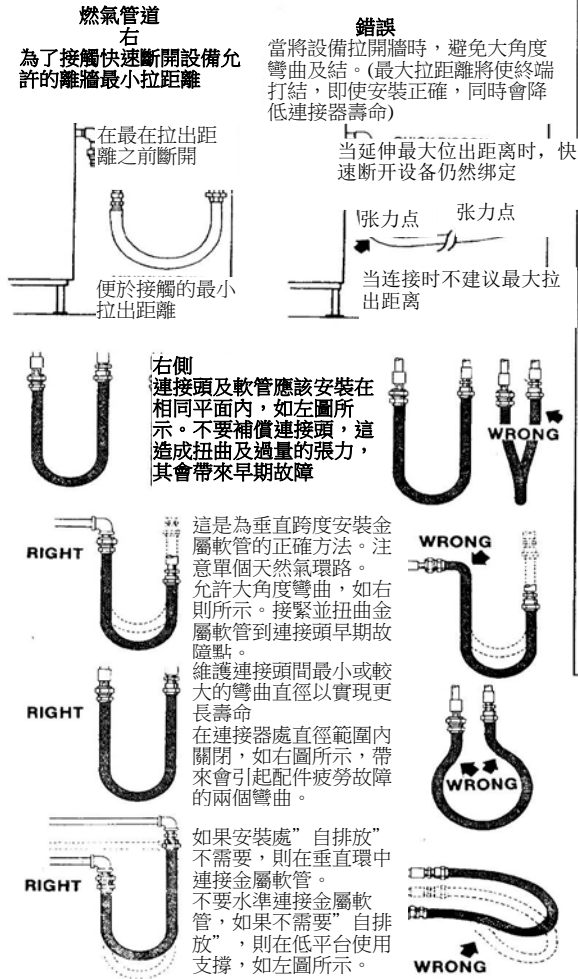 燃氣管道
右
為了接觸快速斷開設備允
許的離牆最小拉距離
在最在拉出距
離之前斷開
便於接觸的最小
拉出距離
錯誤
當將設備拉開牆時，避免大角度
彎曲及結。(最大拉距離將使終端
打結，即使安裝正確，同時會降
低連接器壽命)
当延伸最大位出距离时，快
速断开设备仍然绑定
张力点
张力点
当连接时不建议最大拉
出距离
右側
連接頭及軟管應該安裝在
相同平面內，如左圖所
示。不要補償連接頭，這
造成扭曲及過量的張力，
其會帶來早期故障
WRONG
RIGHT
這是為垂直跨度安裝金
屬軟管的正確方法。注
意單個天然氣環路。
允許大角度彎曲，如右
則所示。接緊並扭曲金
屬軟管到連接頭早期故
障點。
WRONG
RIGHT
維護連接頭間最小或較
大的彎曲直徑以實現更
長壽命
在連接器處直徑範圍內
關閉，如右圖所示，帶
來會引起配件疲勞故障
的兩個彎曲。
WRONG
RIGHT
如果安裝處”自排放”
不需要，則在垂直環中
連接金屬軟管。
不要水準連接金屬軟
管，如果不需要”自排
放”，則在低平台使用
支撐，如左圖所示。
WRONG